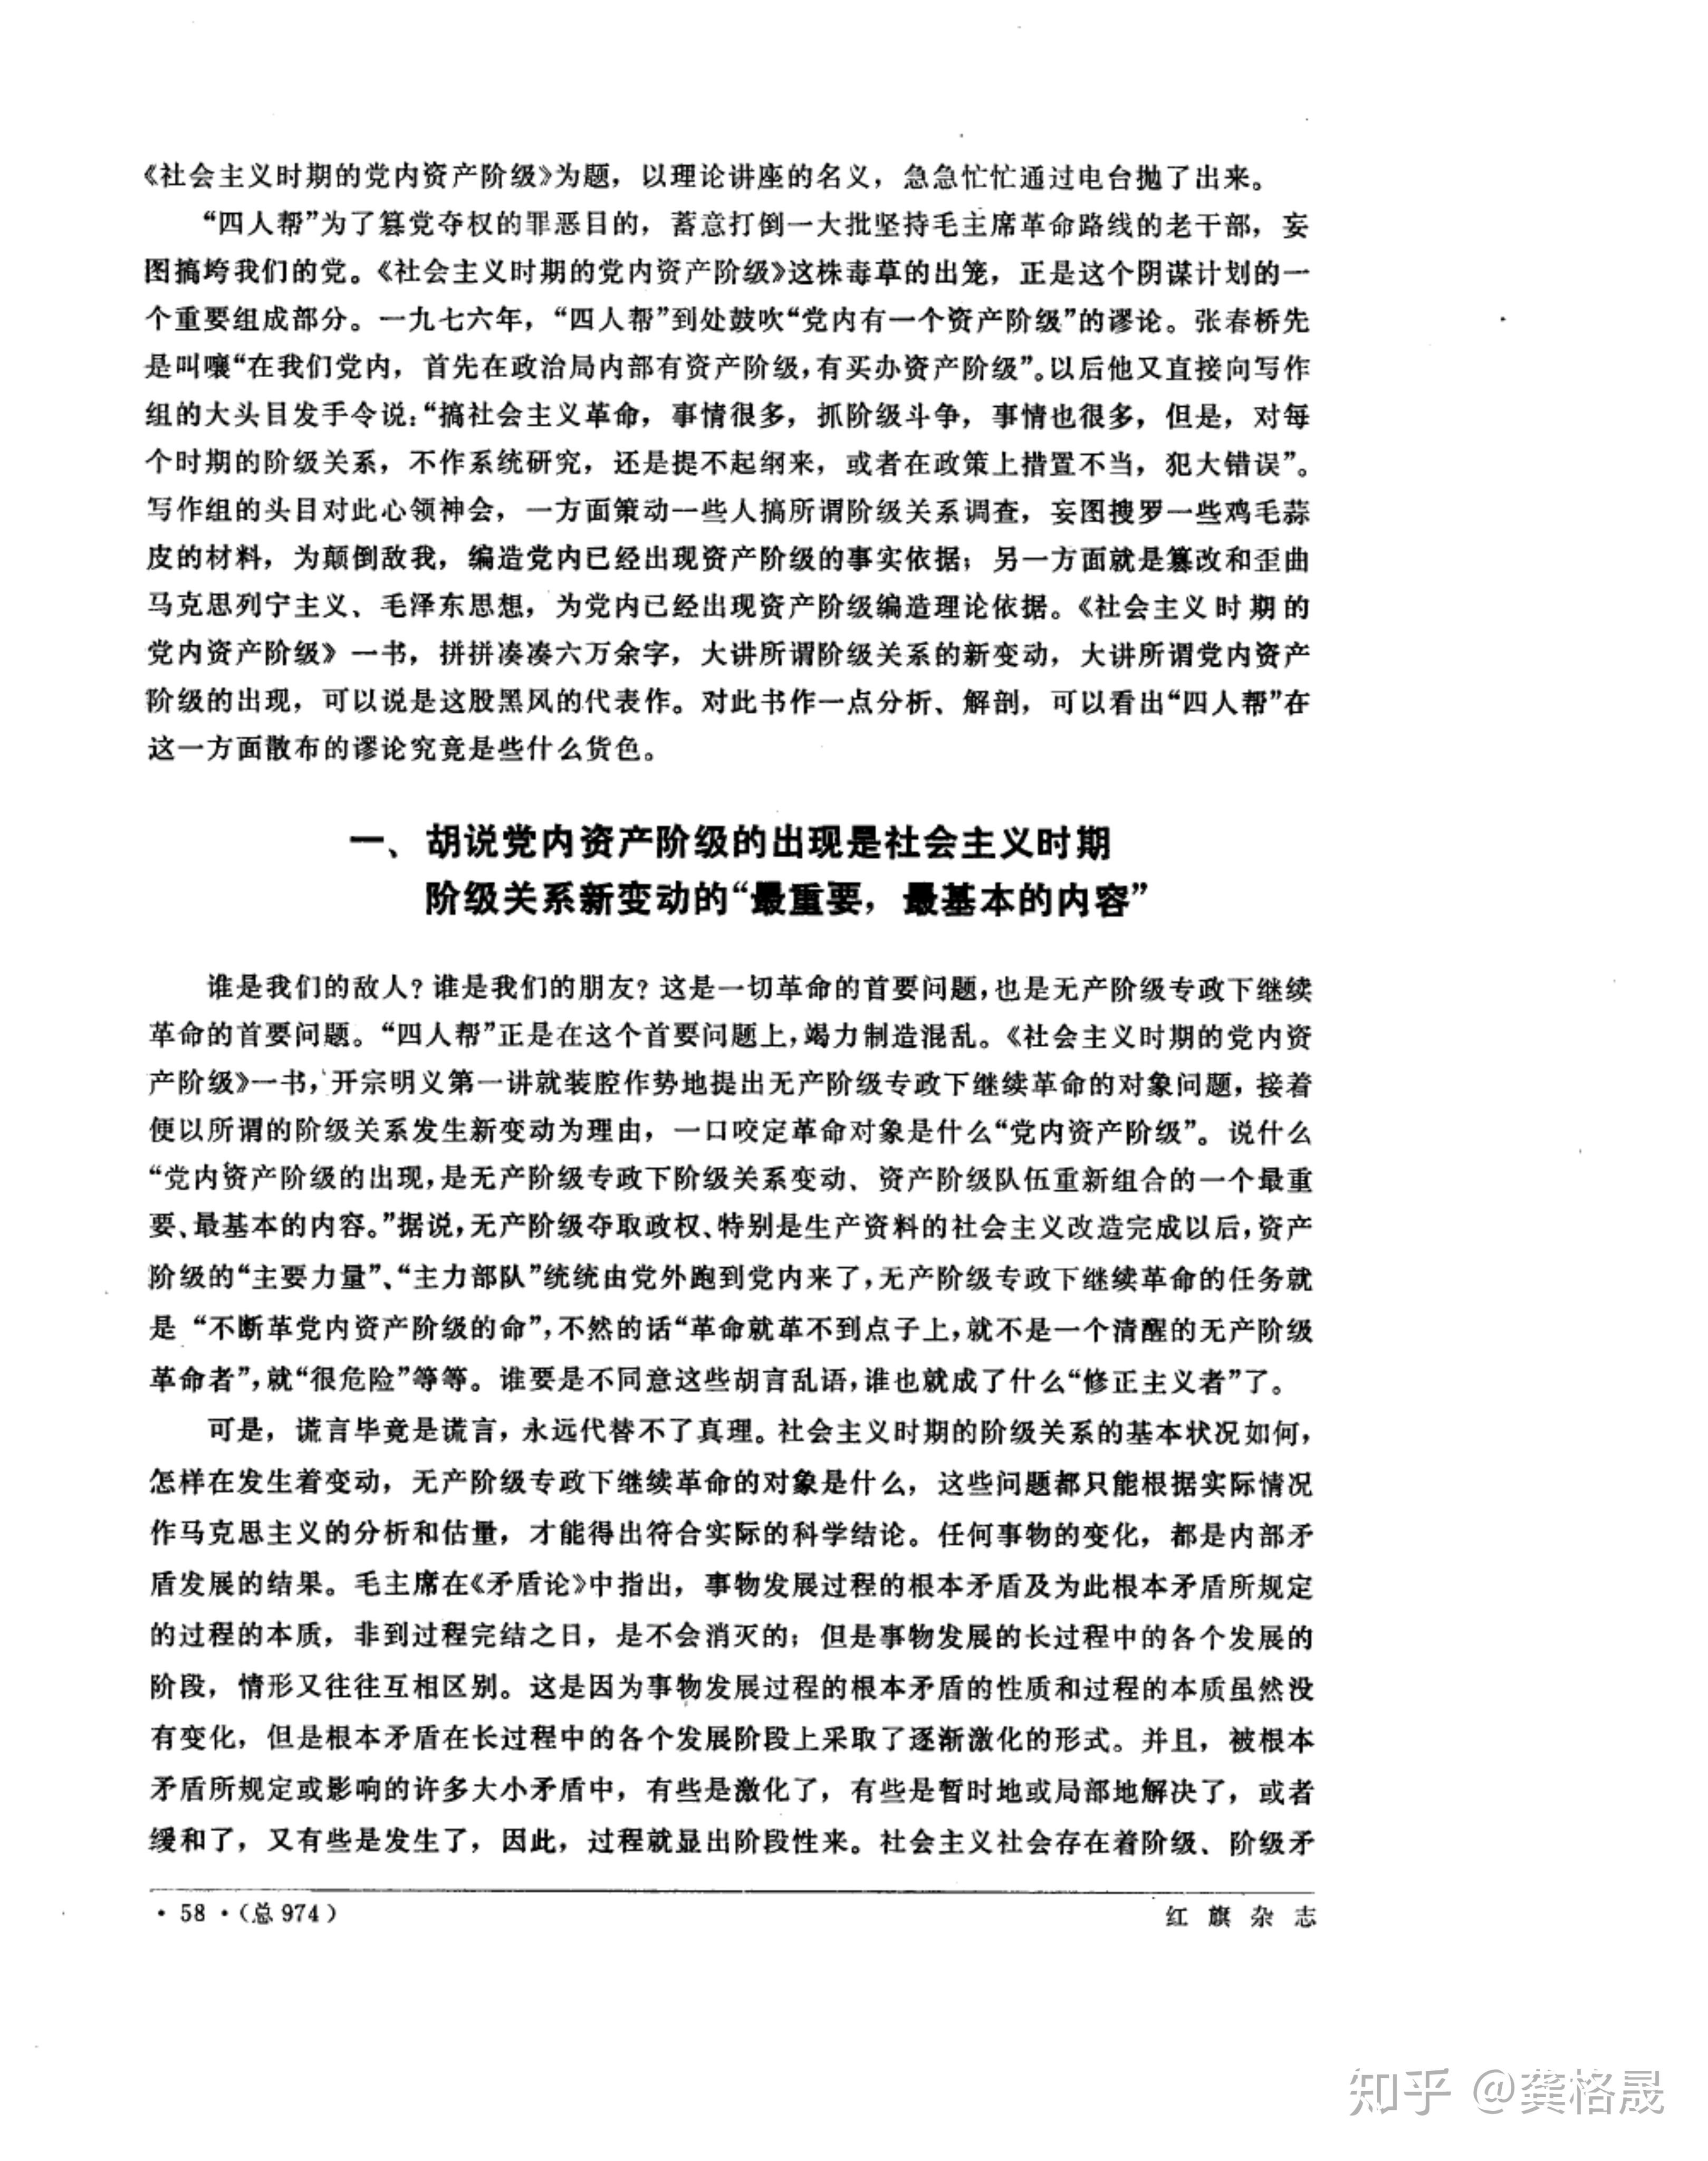 《社会主义时期的党内资产阶级》为题，以理论讲座的名义，急急忙忙通过电台抛了出来。
“四人帮”为了篡党夺权的罪恶目的，蓄意打倒一大批坚持毛主席革命路线的老干部，妄
图搞垮我们的党。《社会主义时期的党内资产阶级》这株毒草的出笼，正是这个阴谋计划的一
个重要组成部分。一九七六年，“四人帮”到处鼓吹“党内有一个资产阶级”的谬论。张春桥先
是叫嚷“在我们党内，首先在政治局内部有资产阶级，有买办资产阶级”。以后他又直接向写作
组的大头目发手令说：“搞社会主义革命，事情很多，抓阶级斗争，事情也很多，但是，对每
个时期的阶级关系，不作系统研究，还是提不起纲来，或者在政策上措置不当，犯大错误”。
写作组的头目对此心领神会，一方面策动一些人搞所谓阶级关系调查，妄图搜罗一些鸡毛蒜
皮的材料，为颠倒敌我，编造党内已经出现资产阶级的事实依据；另一方面就是篡改和歪曲
马克思列宁主义、毛泽东思想，为党内已经出现资产阶级编造理论依据。《社会主义时期的
党内资产阶级》一书，拼拼凑凑六万余字，大讲所谓阶级关系的新变动，大讲所谓党内资产
阶级的出现，可以说是这股黑风的代表作。对此书作一点分析、解剖，可以看出“四人帮”在
这一方面散布的谬论究竟是些什么货色。
一、胡说党内资产阶级的出现是社会主义时期
阶级关系新变动的“最重要，最基本的内容”
谁是我们的敌人？谁是我们的朋友？这是一切革命的首要问题，也是无产阶级专政下继续
革命的首要问题。“四人帮”正是在这个首要问题上，竭力制造混乱。《社会主义时期的党内资
产阶级》一书，开宗明义第一讲就装腔作势地提出无产阶级专政下继续革命的对象问题，接着
便以所谓的阶级关系发生新变动为理由，一口咬定革命对象是什么“党内资产阶级”。说什么
“党内资产阶级的出现，是无产阶级专政下阶级关系变动、资产阶级队伍重新组合的一个最重
要、最基本的内容。”据说，无产阶级夺取政权、特别是生产资料的社会主义改造完成以后，资产
阶级的“主要力量”、“主力部队”统统由党外跑到党内来了，无产阶级专政下继续革命的任务就
是“不断革党内资产阶级的命”，不然的话“革命就革不到点子上，就不是一个清醒的无产阶级
革命者”，就“很危险”等等。谁要是不同意这些胡言乱语，谁也就成了什么“修正主义者”了。
可是，谎言毕竟是谎言，永远代替不了真理。社会主义时期的阶级关系的基本状况如何，
怎样在发生着变动，无产阶级专政下继续革命的对象是什么，这些问题都只能根据实际情况
作马克思主义的分析和估量，才能得出符合实际的科学结论。任何事物的变化，都是内部矛
盾发展的结果。毛主席在《矛盾论》中指出，事物发展过程的根本矛盾及为此根本矛盾所规定
的过程的本质，非到过程完结之日，是不会消灭的；但是事物发展的长过程中的各个发展的
阶段，情形又往往互相区别。这是因为事物发展过程的根本矛盾的性质和过程的本质虽然没
有变化，但是根本矛盾在长过程中的各个发展阶段上采取了逐渐激化的形式。并且，被根本
矛盾所规定或影响的许多大小矛盾中，有些是激化了，有些是暂时地或局部地解决了，或者
缓和了，又有些是发生了，因此，过程就显出阶段性来。社会主义社会存在着阶级、阶级矛
·58·（总974）
红旗杂志
知乎 @龚格晟